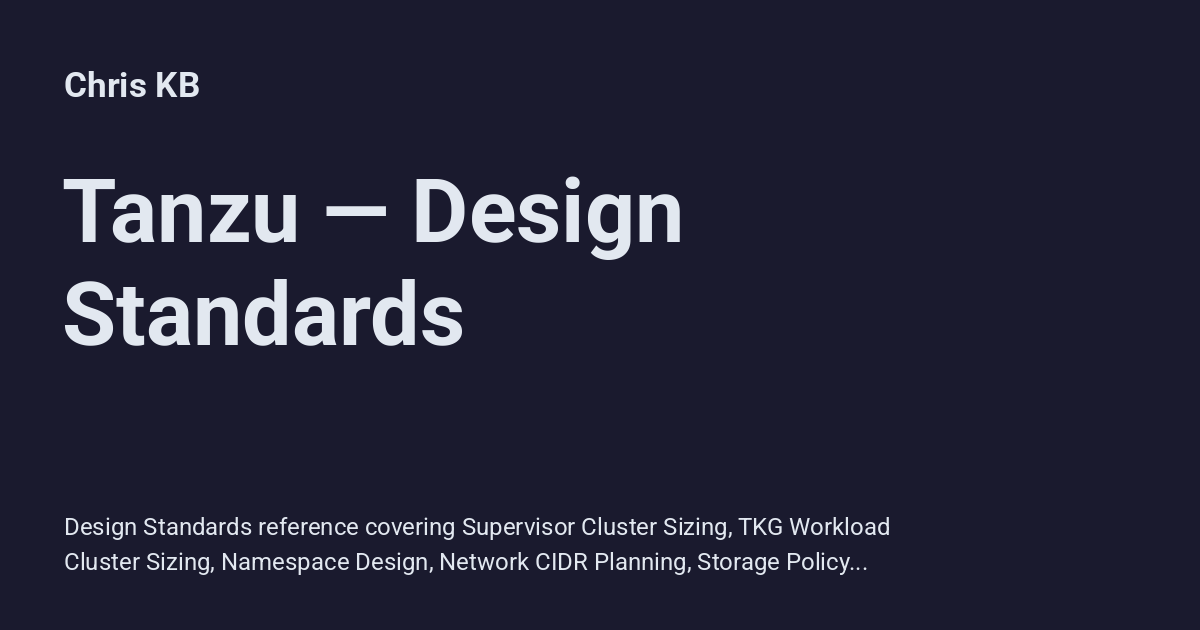 Chris KB
Tanzu — Design
Standards
Design Standards reference covering Supervisor Cluster Sizing, TKG Workload
Cluster Sizing, Namespace Design, Network CIDR Planning, Storage Policy...